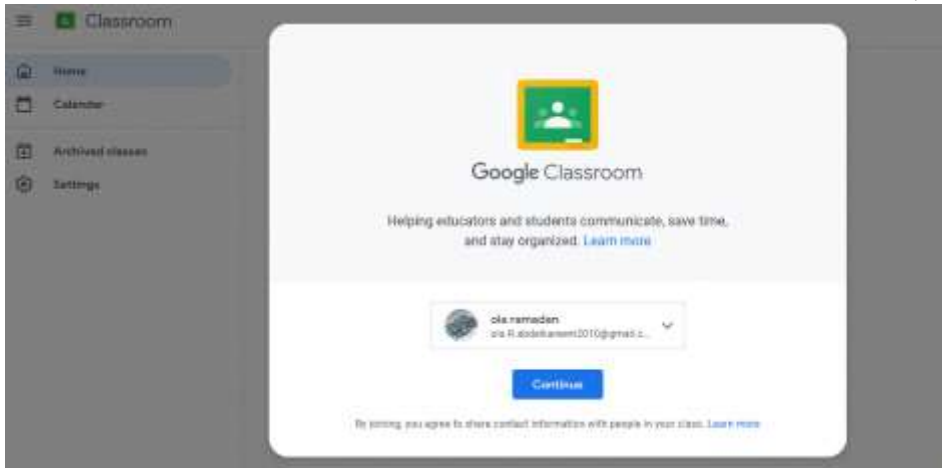 Classroom
Home
Calendar
Archived classes
Settings
Google Classroom
Helping educators and students communicate, save time,
and stay organized. Learn more
ola ramadan
Continue
By joining, you agree to share contact information with people in your class. Learn more